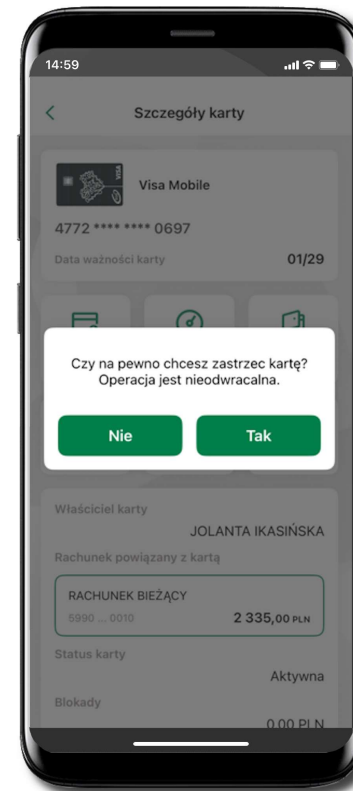 14:59
Szczegóły karty
VISA
Visa Mobile
4772 **** **** 0697
Data ważności karty 01/29
Czy na pewno chcesz zastrzec kartę?
Operacja jest nieodwracalna.
Nie Tak
Właściciel karty
JOLANTA IKASIŃSKA
Rachunek powiązany z kartą
RACHUNEK BIEŻĄCY
5990 ... 0010 2 335,00 PLN
Status karty
Aktywna
Blokady
0,00 PLN